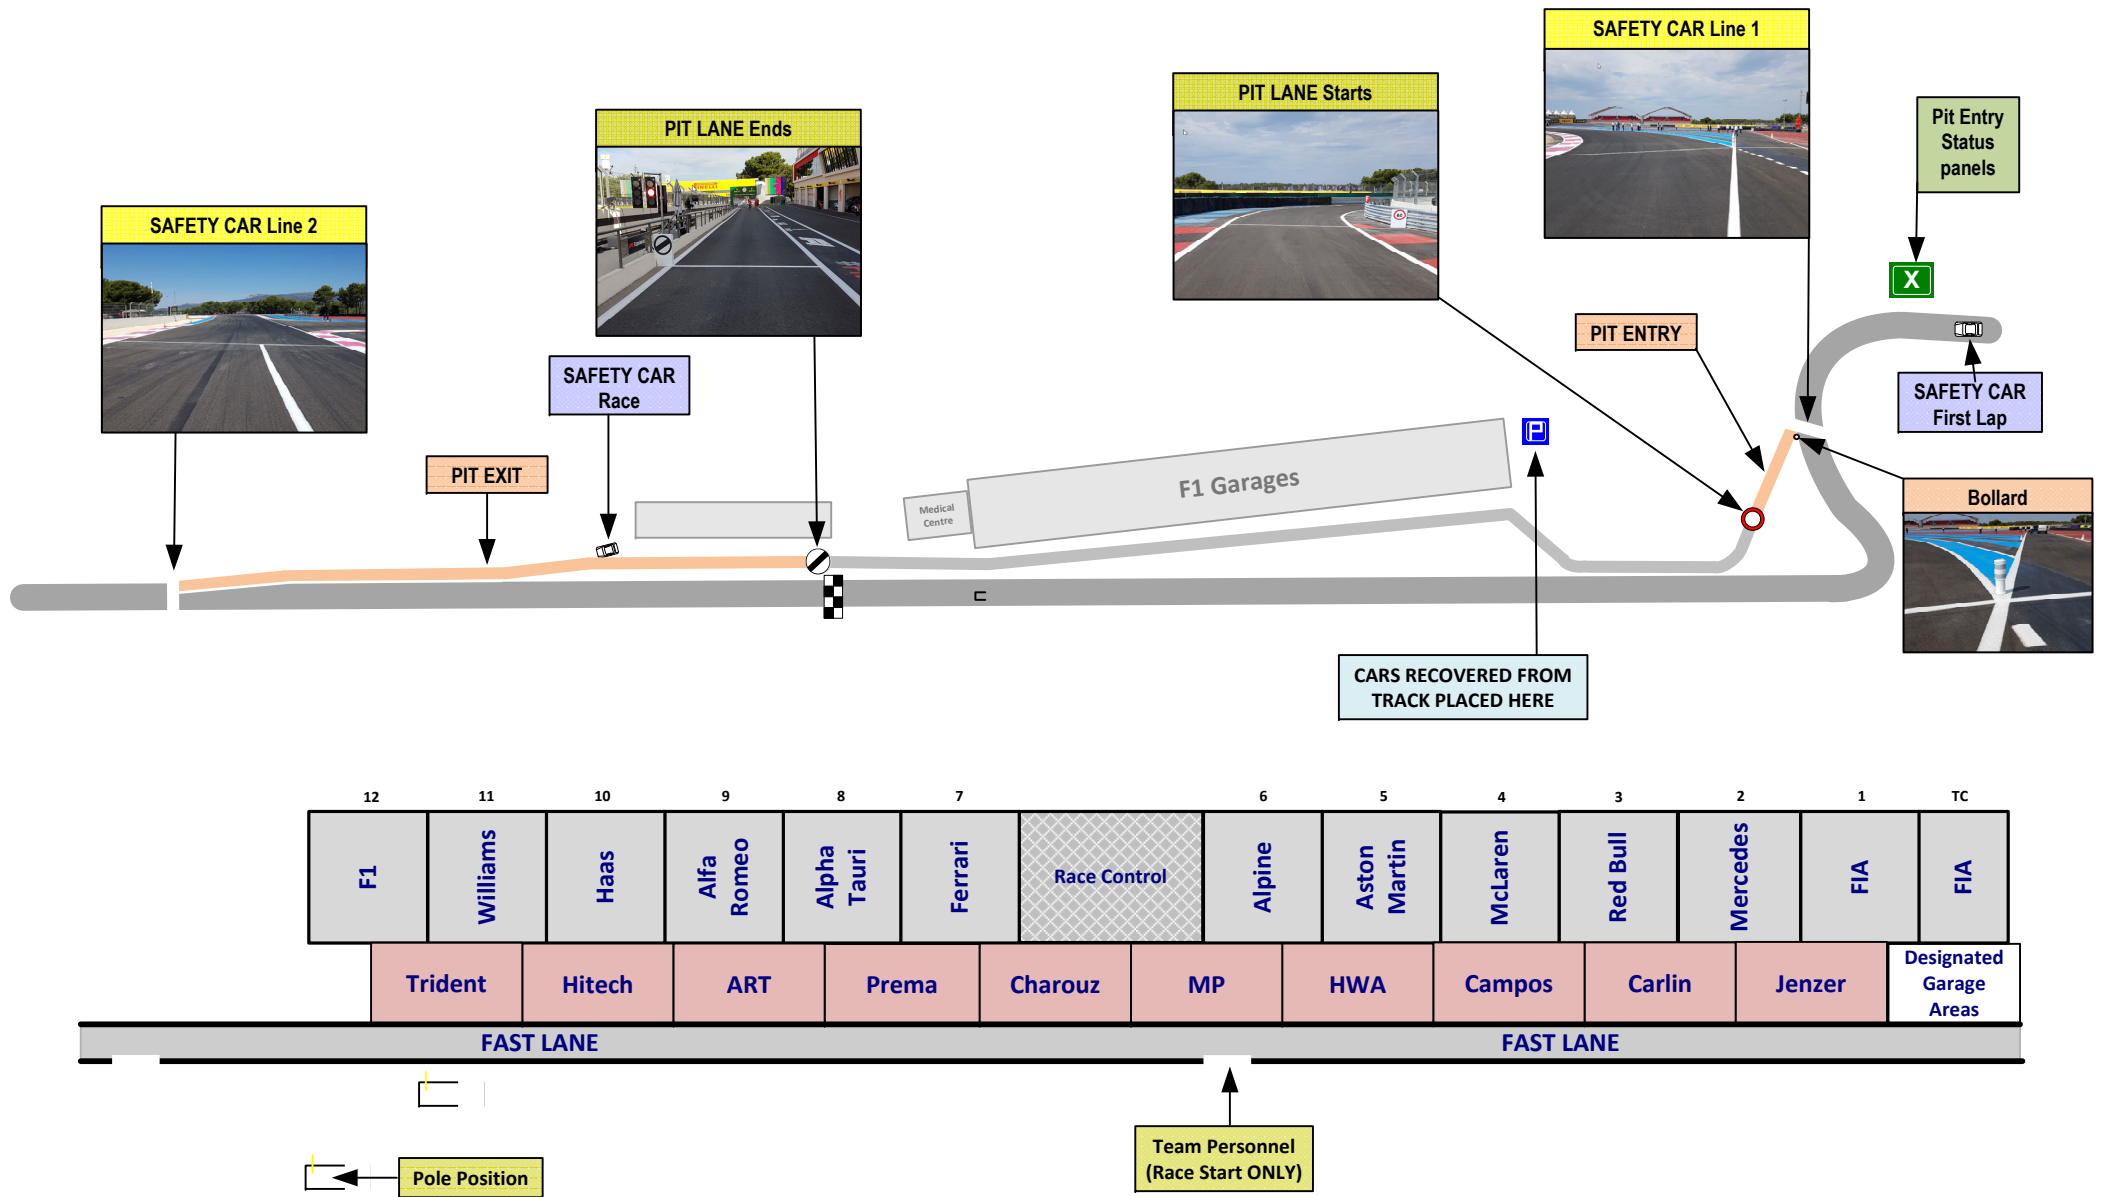 SAFETY CAR Line 1
PIT LANE Starts
Pit Entry
Status
panels
PIT LANE Ends
SAFETY CAR Line 2
X
PIT ENTRY
SAFETY CAR
Race
SAFETY CAR
First Lap
P
PIT EXIT
F1 Garages
Medical
Centre
Bollard
CARS RECOVERED FROM
TRACK PLACED HERE
12 11 10 9 8 7 6 5 4 3 2 1 TC
F1
Williams
Haas
Alfa
Romeo
Alpha
Tauri
Ferrari
Race Control
Alpine
Aston
Martin
McLaren
Red Bull
Mercedes
FIA
FIA
Trident Hitech ART Prema Charouz MP HWA Campos Carlin Jenzer
Designated
Garage
Areas
FAST LANE FAST LANE
Team Personnel
(Race Start ONLY)
Pole Position